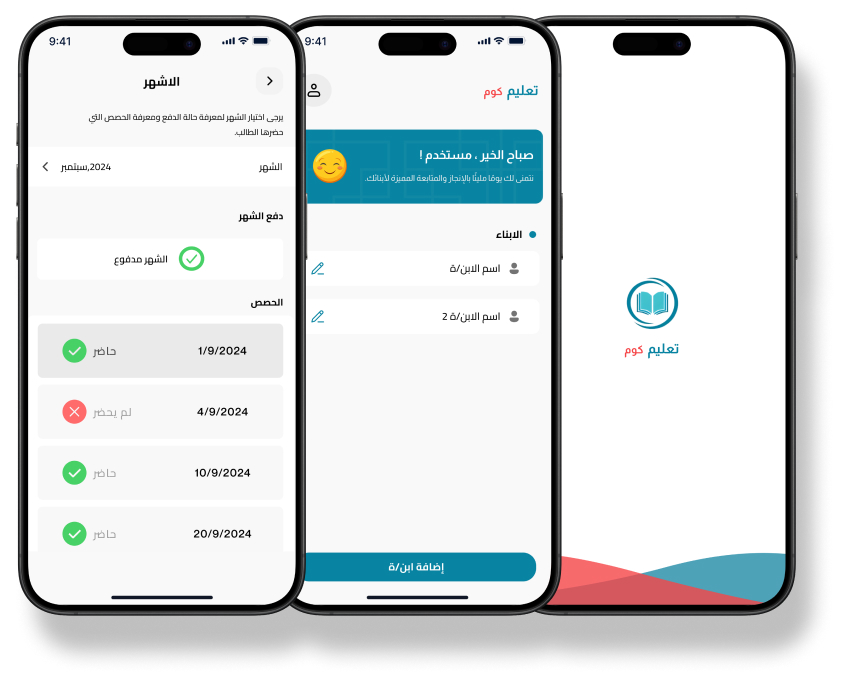 9:41
الاشهر
يرجى اختيار الشهر لمعرفة حالة الدفع ومعرفة الحصص التي
حضرها الطالب.
الشهر
2024,سبتمبر
دفع الشهر
الشهر مدفوع
الحصص
1/9/2024
حاضر
4/9/2024
لم يحضر
10/9/2024
حاضر
20/9/2024
حاضر
9:41
تعليم كوم
صباح الخير ، مستخدم !
نتمنى لك يومًا مليئًا بالإنجاز والمتابعة المميزة لأبنائك.
الابناء
اسم الابن/ة
اسم الابن/ة 2
إضافة ابن/ة
تعليم كوم